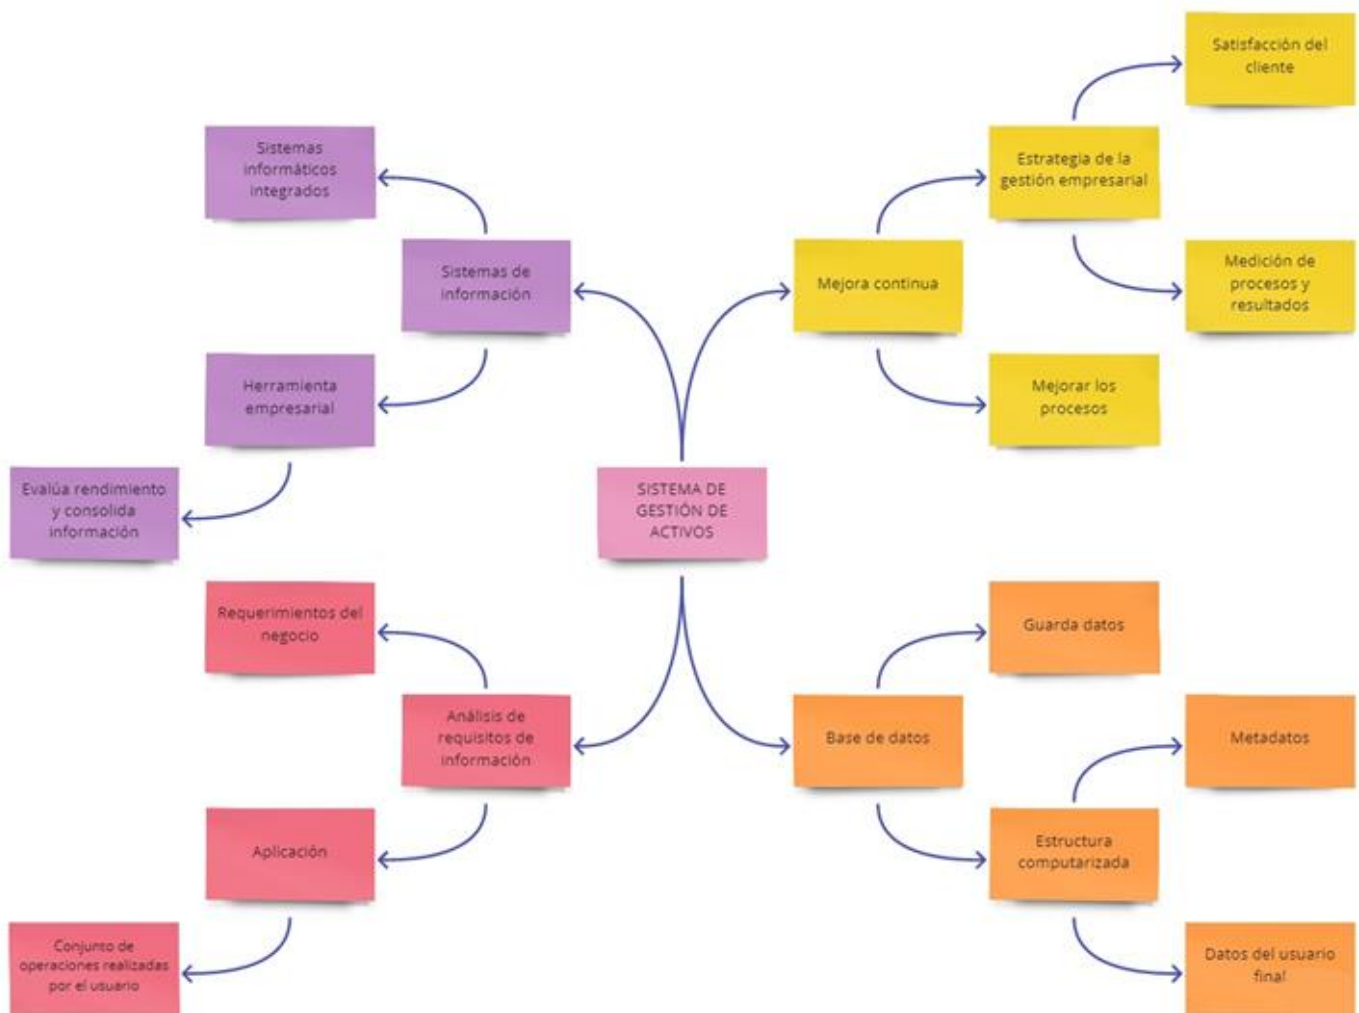 Satisfacción del
cliente
Sistemas
informáticos
integrados
Estrategia de la
gestión empresarial
Sistemas de
información
Mejora continua
Medición de
procesos y
resultados
Herramienta
empresarial
Mejorar los
procesos
Evalúa rendimiento
y consolida
información
SISTEMA DE
GESTIÓN DE
ACTIVOS
Requerimientos del
negocio
Guarda datos
Análisis de
requisitos de
información
Base de datos
Metadatos
Aplicación
Estructura
computarizada
Conjunto de
operaciones realizadas
por el usuario
Datos del usuario
final